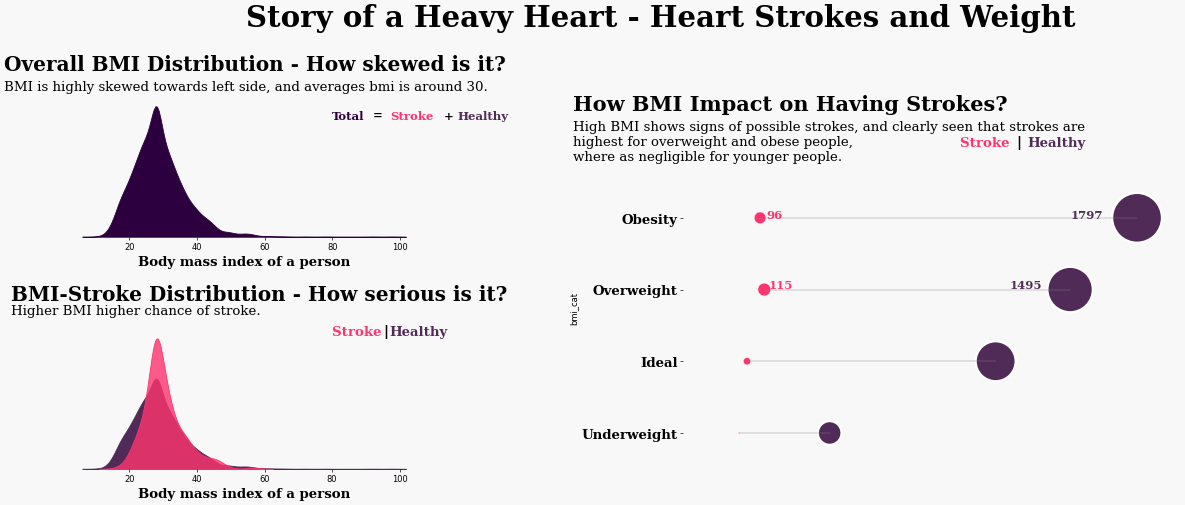 Story of a Heavy Heart - Heart Strokes and Weight
Overall BMI Distribution - How skewed is it?
BMI is highly skewed towards left side, and averages bmi is around 30.
Total = Stroke + Healthy
20 40 60 80 100
Body mass index of a person
BMI-Stroke Distribution - How serious is it?
Higher BMI higher chance of stroke.
Stroke | Healthy
20 40 60 80 100
Body mass index of a person
How BMI Impact on Having Strokes?
High BMI shows signs of possible strokes, and clearly seen that strokes are
highest for overweight and obese people,
where as negligible for younger people.
Stroke | Healthy
bmi_cat
Obesity 96 1797
Overweight 115 1495
Ideal
Underweight